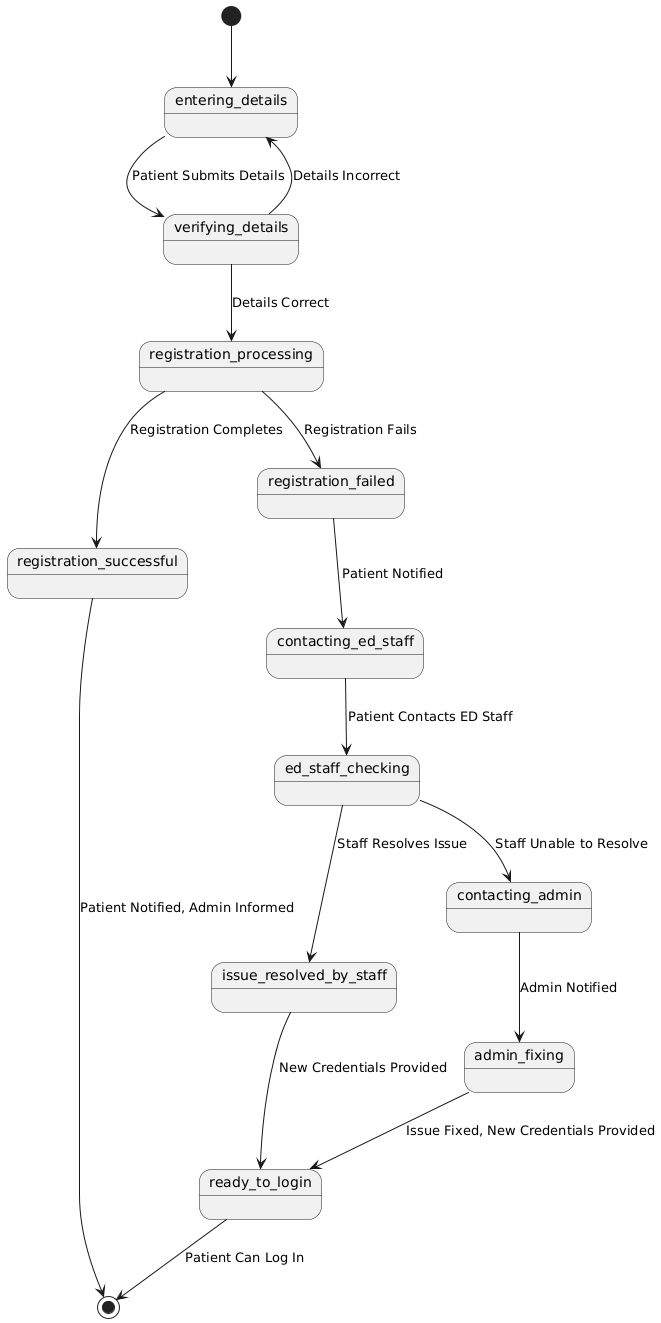 entering_details
Patient Submits Details
Details Incorrect
verifying_details
Details Correct
registration_processing
Registration Completes
Registration Fails
registration_failed
registration_successful
Patient Notified
contacting_ed_staff
Patient Contacts ED Staff
ed_staff_checking
Staff Resolves Issue
Staff Unable to Resolve
contacting_admin
Patient Notified, Admin Informed
issue_resolved_by_staff
Admin Notified
admin_fixing
New Credentials Provided
Issue Fixed, New Credentials Provided
ready_to_login
Patient Can Log In